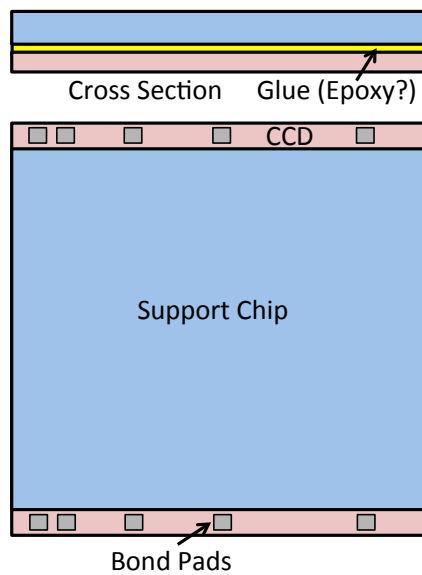 Cross Section
Glue (Epoxy?)
CCD
Support Chip
Bond Pads